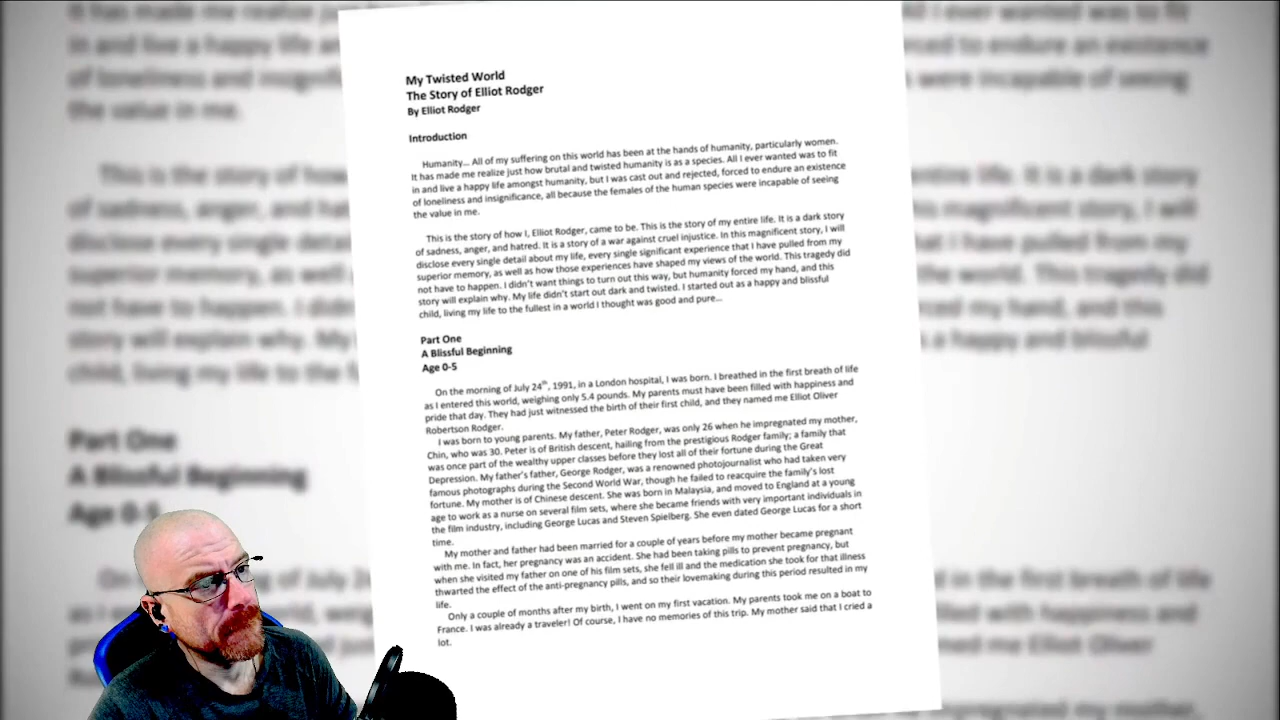 My Twisted World
The Story of Elliot Rodger
By Elliot Rodger
Introduction
Humanity... All of my suffering on this world has been at the hands of humanity, particularly women.
It has made me realize just how brutal and twisted humanity is as a species. All I ever wanted was to fit
in and live a happy life amongst humanity, but I was cast out and rejected, forced to endure an existence
of loneliness and insignificance, all because the females of the human species were incapable of seeing
the value in me.
This is the story of how I, Elliot Rodger, came to be. This is the story of my entire life. It is a dark story
of sadness, anger, and hatred. It is a story of a war against cruel injustice. In this magnificent story, I will
disclose every single detail about my life, every single significant experience that I have pulled from my
superior memory, as well as how those experiences have shaped my views of the world. This tragedy did
not have to happen. I didn't want things to turn out this way, but humanity forced my hand, and this
story will explain why. My life didn't start out dark and twisted. I started out as a happy and blissful
child, living my life to the fullest in a world I thought was good and pure...
Part One
A Blissful Beginning
Age 0-5
On the morning of July 24th, 1991, in a London hospital, I was born. I breathed in the first breath of life
as I entered this world, weighing only 5.4 pounds. My parents must have been filled with happiness and
pride that day. They had just witnessed the birth of their first child, and they named me Elliot Oliver
Robertson Rodger.
I was born to young parents. My father, Peter Rodger, was only 26 when he impregnated my mother,
Chin, who was 30. Peter is of British descent, hailing from the prestigious Rodger family; a family that
was once part of the wealthy upper classes before they lost all of their fortune during the Great
Depression. My father's father, George Rodger, was a renowned photojournalist who had taken very
famous photographs during the Second World War, though he failed to reacquire the family's lost
fortune. My mother is of Chinese descent. She was born in Malaysia, and moved to England at a young
age to work as a nurse on several film sets, where she became friends with very important individuals in
the film industry, including George Lucas and Steven Spielberg. She even dated George Lucas for a short
time.
My mother and father had been married for a couple of years before my mother became pregnant
with me. In fact, her pregnancy was an accident. She had been taking pills to prevent pregnancy, but
when she visited my father on one of his film sets, she fell ill and the medication she took for that illness
thwarted the effect of the anti-pregnancy pills, and so their lovemaking during this period resulted in my
life.
Only a couple of months after my birth, I went on my first vacation. My parents took me on a boat to
France. I was already a traveler! Of course, I have no memories of this trip. My mother said that I cried a
lot.